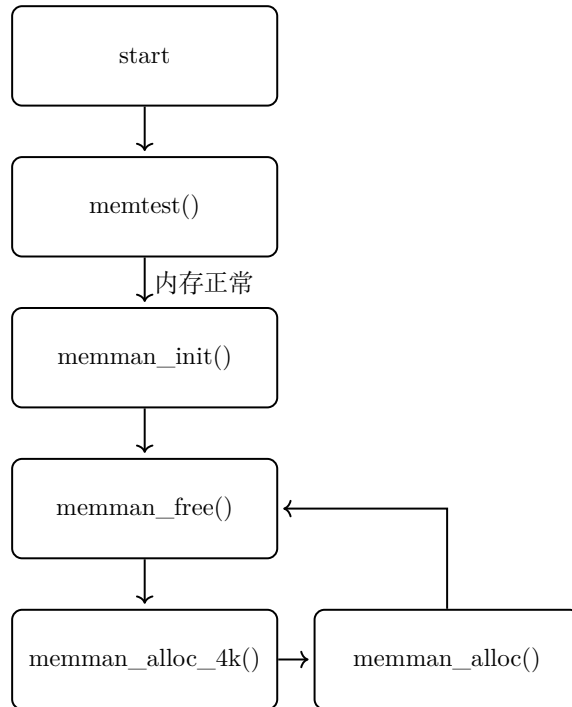 start
memtest()
内存正常
memman_init()
memman_free()
memman_alloc_4k()
memman_alloc()